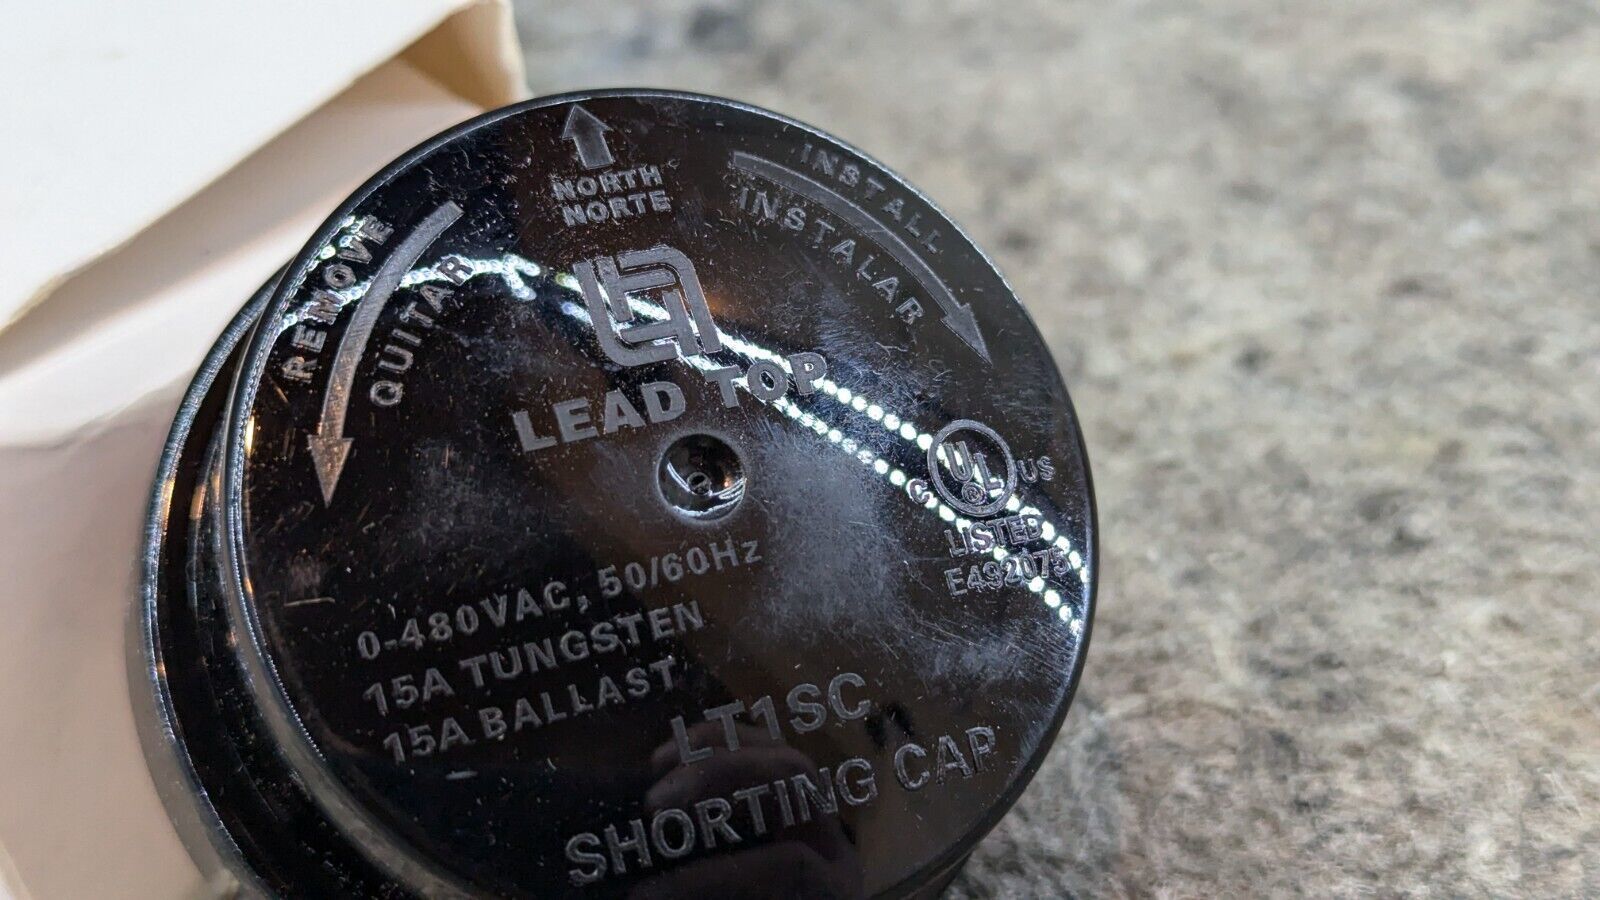 NORTH
NORTE
REMOVE
QUITAR
INSTALL
INSTALAR
LEAD TOP
C UL US
®
LISTED
E492075
0-480VAC, 50/60Hz
15A TUNGSTEN
15A BALLAST
LT1SC
SHORTING CAP